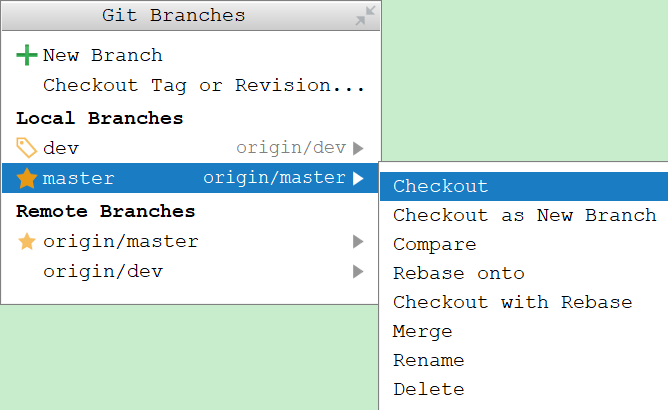 Git Branches
New Branch
Checkout Tag or Revision...
Local Branches
dev origin/dev
master origin/master
Remote Branches
origin/master
origin/dev
Checkout
Checkout as New Branch
Compare
Rebase onto
Checkout with Rebase
Merge
Rename
Delete